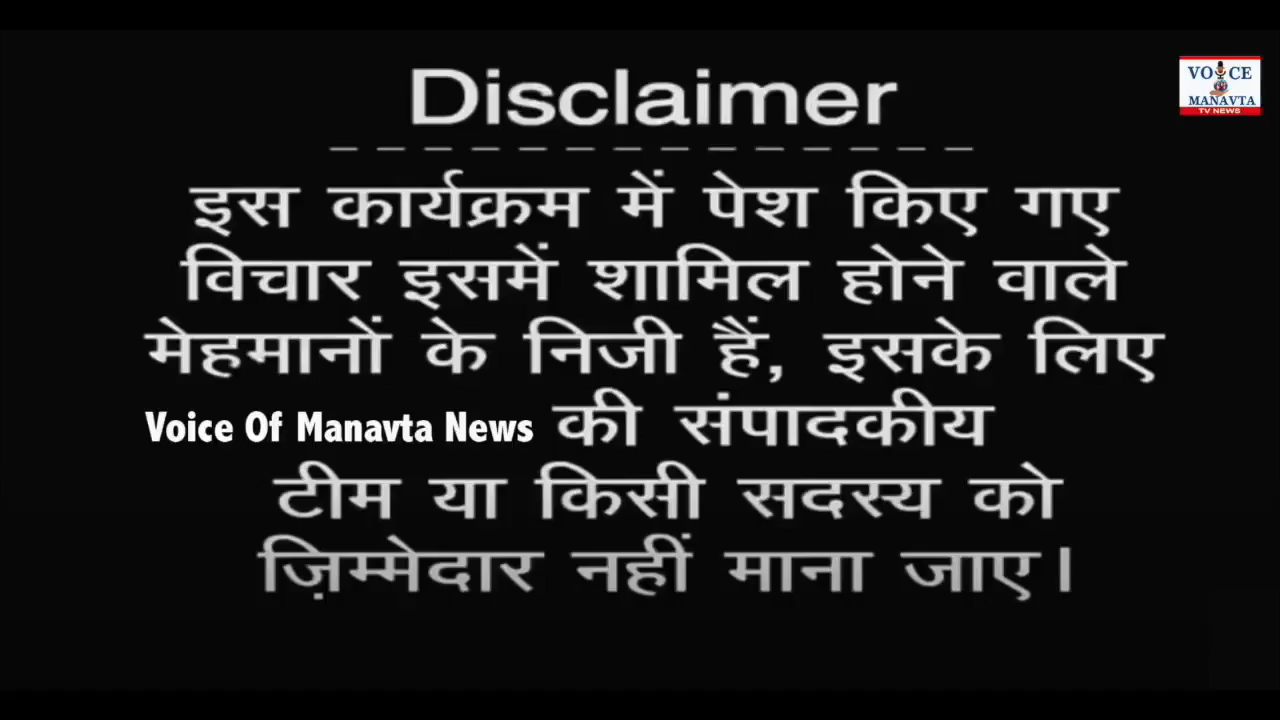 Disclaimer
इस कार्यक्रम में पेश किए गए
विचार इसमें शामिल होने वाले
मेहमानों के निजी हैं, इसके लिए
Voice Of Manavta News की संपादकीय
टीम या किसी सदस्य को
ज़िम्मेदार नहीं माना जाए।
VOICE
MANAVTA
TV NEWS